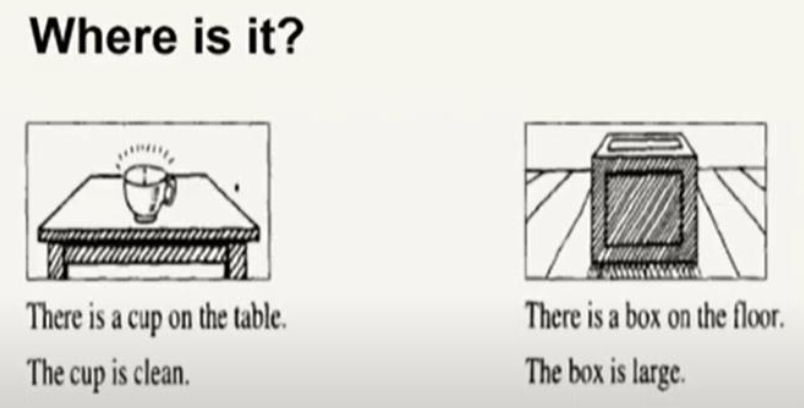 Where is it?
There is a cup on the table.
The cup is clean.
There is a box on the floor.
The box is large.